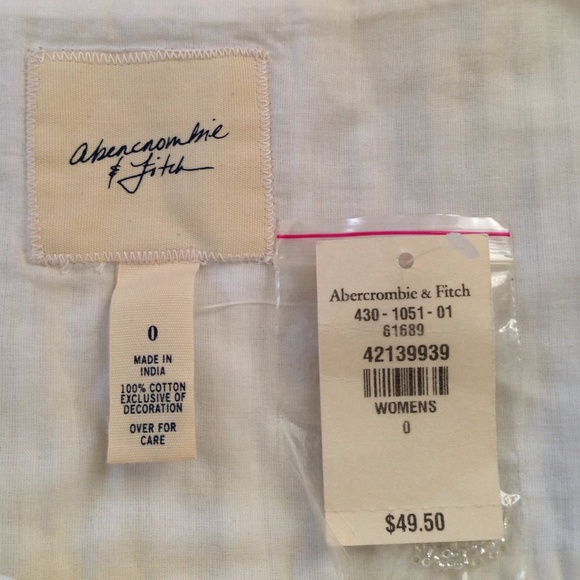 abercrombie
& Fitch
0
MADE IN
INDIA
100% COTTON
EXCLUSIVE OF
DECORATION
OVER FOR
CARE
Abercrombie & Fitch
430 - 1051 - 01
61689
42139939
WOMENS
0
$49.50